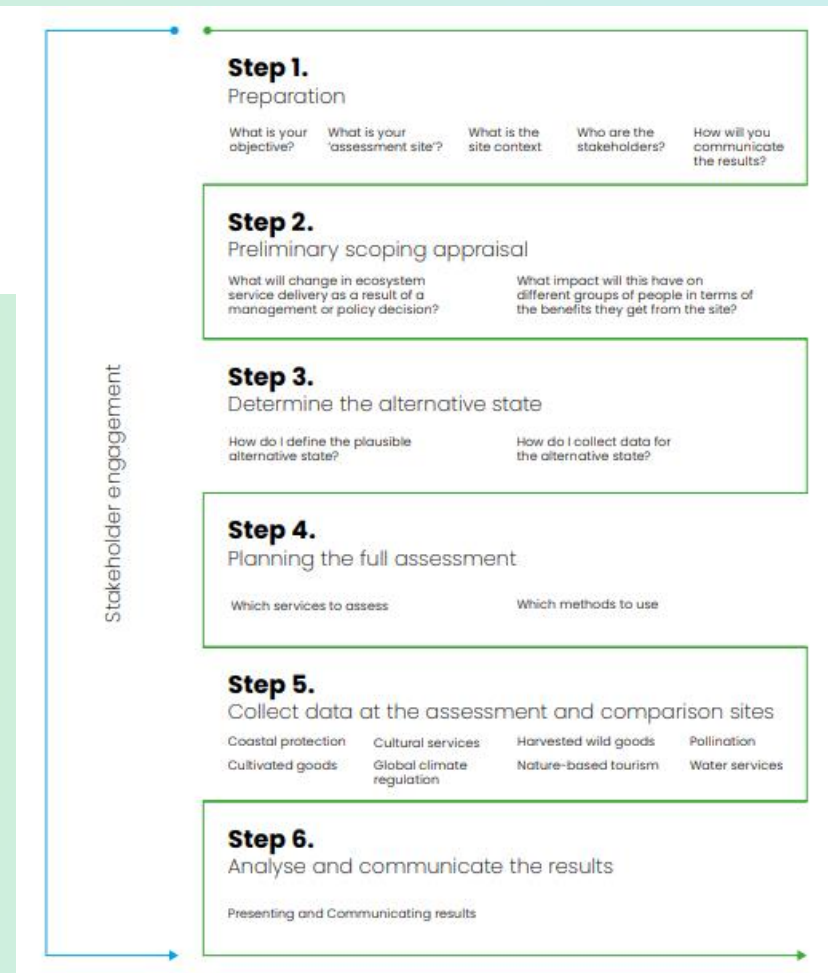 Stakeholder engagement
Step 1.
Preparation
What is your
objective?
What is your
'assessment site'?
What is the
site context
Who are the
stakeholders?
How will you
communicate
the results?
Step 2.
Preliminary scoping appraisal
What will change in ecosystem
service delivery as a result of a
management or policy decision?
What impact will this have on
different groups of people in terms of
the benefits they get from the site?
Step 3.
Determine the alternative state
How do I define the plausible
alternative state?
How do I collect data for
the alternative state?
Step 4.
Planning the full assessment
Which services to assess
Which methods to use
Step 5.
Collect data at the assessment and comparison sites
Coastal protection
Cultural services
Harvested wild goods
Pollination
Cultivated goods
Global climate
regulation
Nature-based tourism
Water services
Step 6.
Analyse and communicate the results
Presenting and Communicating results